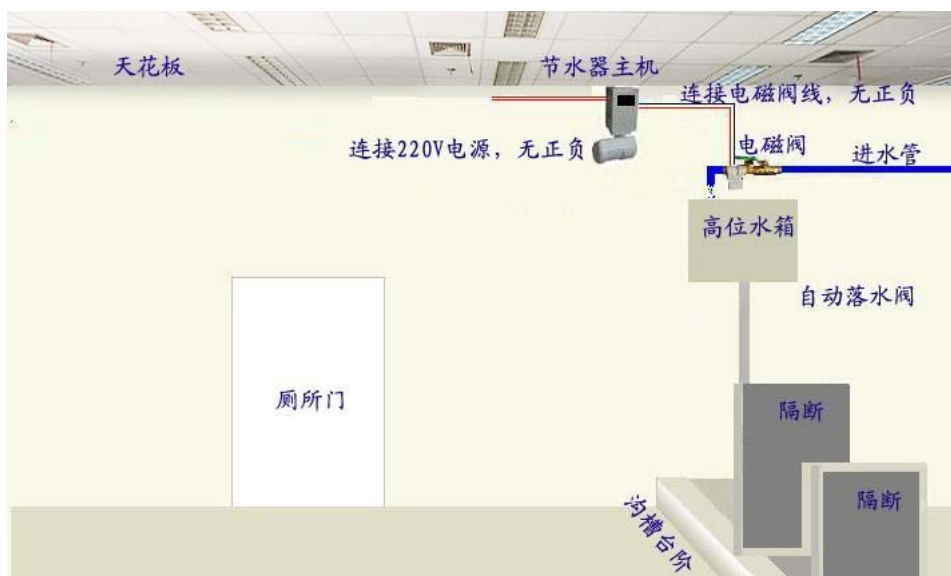 天花板
节水器主机
连接电磁阀线，无正负
连接220V电源，无正负
电磁阀
进水管
高位水箱
自动落水阀
厕所门
隔断
隔断
沟槽台阶